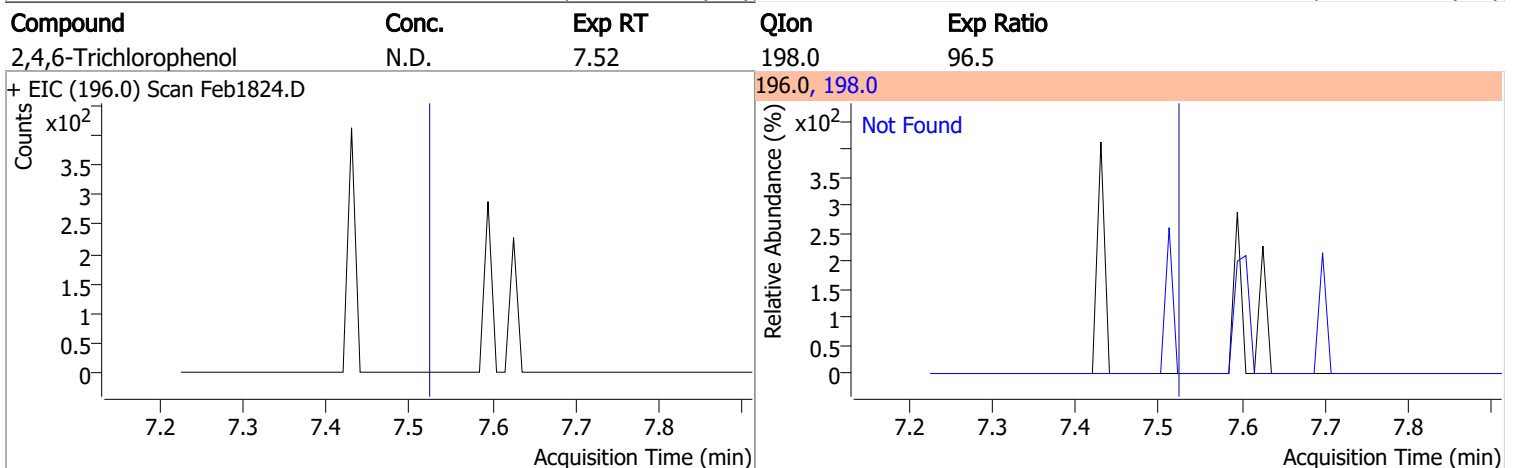 Compound Conc. Exp RT QIon Exp Ratio
2,4,6-Trichlorophenol N.D. 7.52 198.0 96.5
+ EIC (196.0) Scan Feb1824.D
Counts
x10²
3.5
3
2.5
2
1.5
1
0.5
0
7.2 7.3 7.4 7.5 7.6 7.7 7.8
Acquisition Time (min)
196.0, 198.0
Relative Abundance (%)
x10²
Not Found
3.5
3
2.5
2
1.5
1
0.5
0
7.2 7.3 7.4 7.5 7.6 7.7 7.8
Acquisition Time (min)